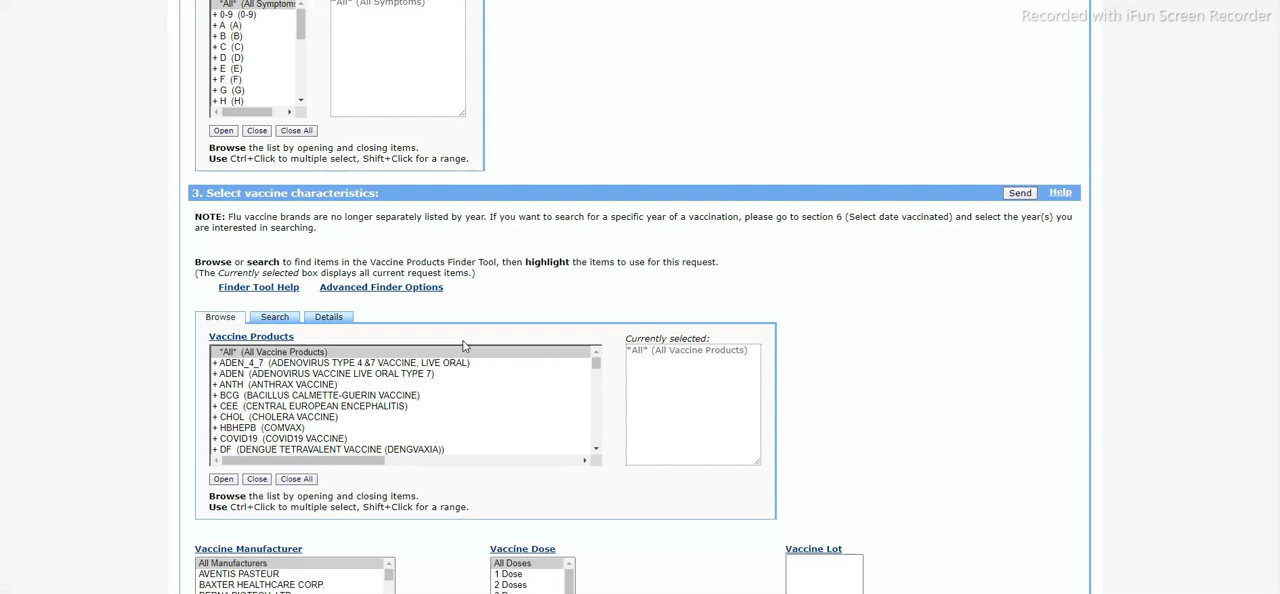 Recorded with iFun Screen Recorder
"All" (All Symptoms
"All" (All Symptoms)
+ 0-9 (0-9)
+ A (A)
+ B (B)
+ C (C)
+ D (D)
+ E (E)
+ F (F)
+ G (G)
+ H (H)
Open Close Close All
Browse the list by opening and closing items.
Use Ctrl+Click to multiple select, Shift+Click for a range.
3. Select vaccine characteristics:
Send Help
NOTE: Flu vaccine brands are no longer separately listed by year. If you want to search for a specific year of a vaccination, please go to section 6 (Select date vaccinated) and select the year(s) you
are interested in searching.
Browse or search to find items in the Vaccine Products Finder Tool, then highlight the items to use for this request.
(The Currently selected box displays all current request items.)
Finder Tool Help Advanced Finder Options
Browse Search Details
Vaccine Products
Currently selected:
"All" (All Vaccine Products)
"All" (All Vaccine Products)
+ ADEN_4_7 (ADENOVIRUS TYPE 4 &7 VACCINE, LIVE ORAL)
+ ADEN (ADENOVIRUS VACCINE LIVE ORAL TYPE 7)
+ ANTH (ANTHRAX VACCINE)
+ BCG (BACILLUS CALMETTE-GUERIN VACCINE)
+ CEE (CENTRAL EUROPEAN ENCEPHALITIS)
+ CHOL (CHOLERA VACCINE)
+ HBHEPB (COMVAX)
+ COVID19 (COVID19 VACCINE)
+ DF (DENGUE TETRAVALENT VACCINE (DENGVAXIA))
Open Close Close All
Browse the list by opening and closing items.
Use Ctrl+Click to multiple select, Shift+Click for a range.
Vaccine Manufacturer Vaccine Dose Vaccine Lot
All Manufacturers
AVENTIS PASTEUR
BAXTER HEALTHCARE CORP.
All Doses
1 Dose
2 Doses